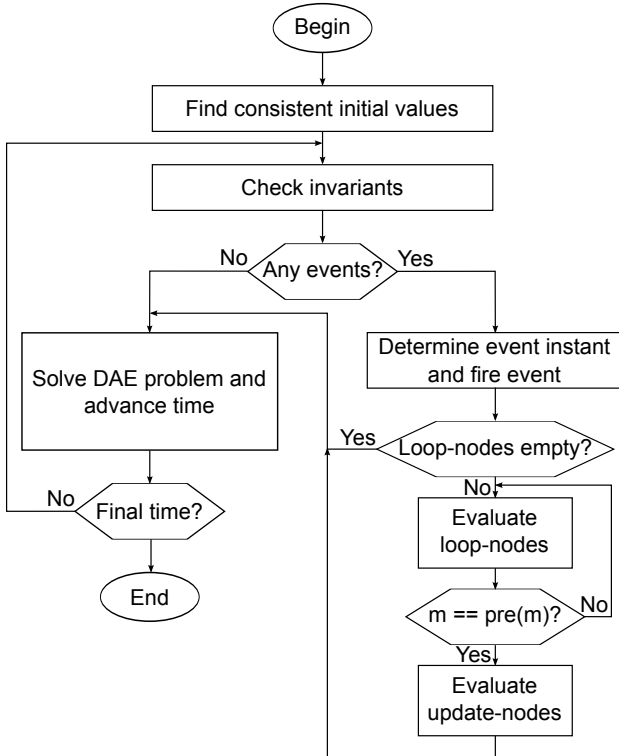 Begin
Find consistent initial values
Check invariants
No
Any events?
Yes
Solve DAE problem and
advance time
Determine event instant
and fire event
Yes
Loop-nodes empty?
No
Evaluate
loop-nodes
No
Final time?
End
m == pre(m)?
No
Yes
Evaluate
update-nodes